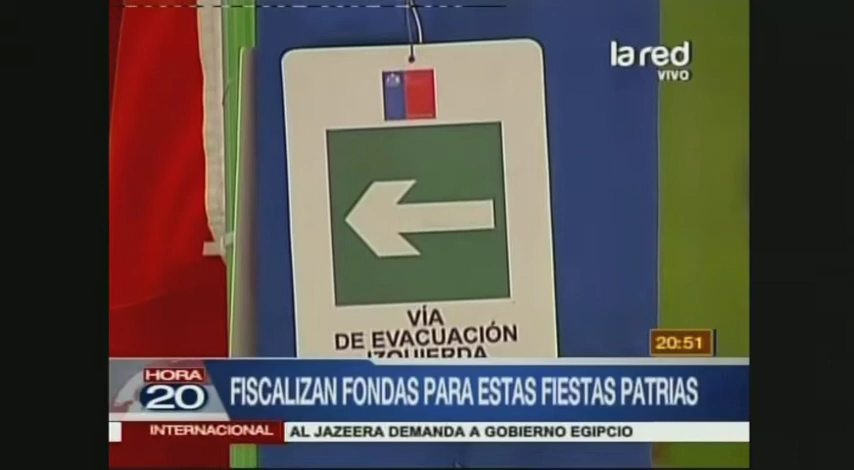 la red
VIVO
VÍA
DE EVACUACIÓN
IZQUIERDA
20:51
HORA
20
FISCALIZAN FONDAS PARA ESTAS FIESTAS PATRIAS
INTERNACIONAL
AL JAZEERA DEMANDA A GOBIERNO EGIPCIO